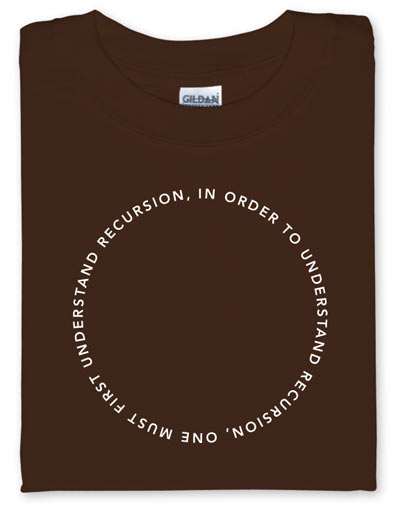 GILDAN
IN ORDER TO UNDERSTAND RECURSION, ONE MUST FIRST UNDERSTAND RECURSION,